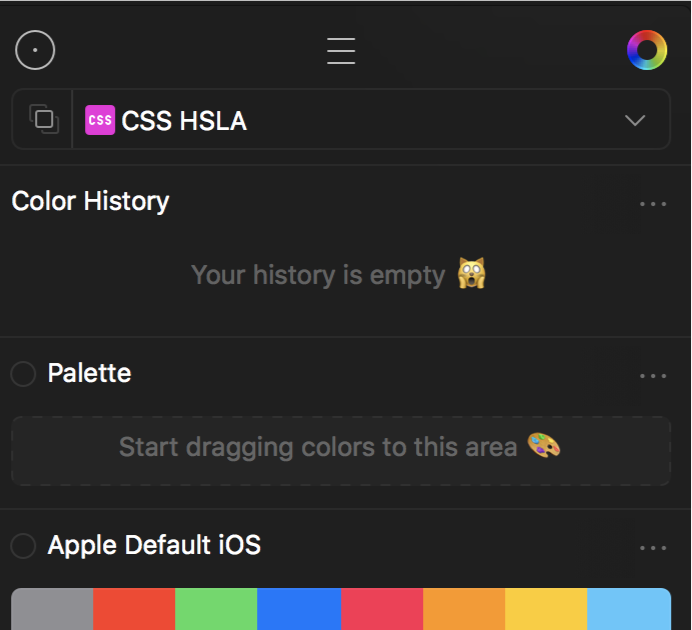 CSS CSS HSLA
Color History
Your history is empty 🙀
Palette
Start dragging colors to this area 🎨
Apple Default iOS